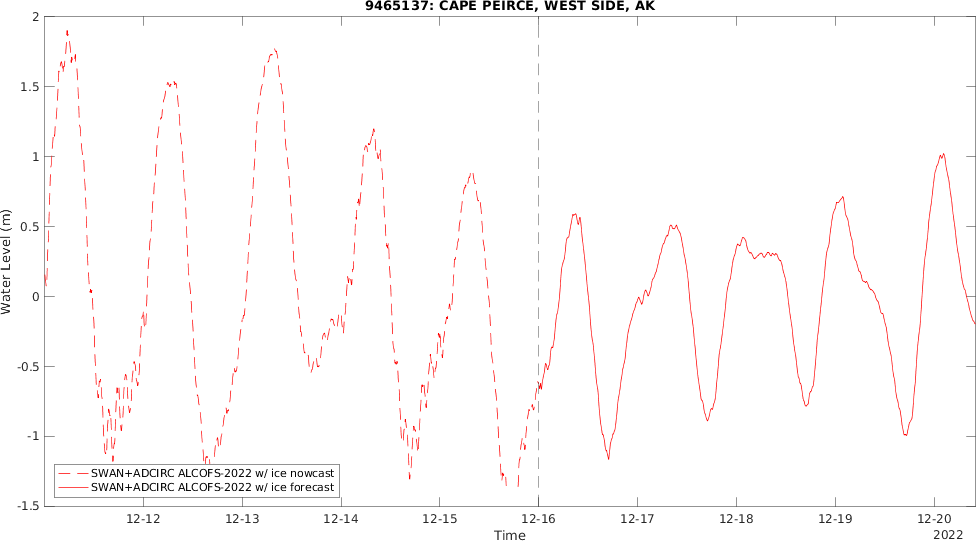 9465137: CAPE PEIRCE, WEST SIDE, AK
2
1.5
1
0.5
0
-0.5
-1
-1.5
Water Level (m)
SWAN+ADCIRC ALCOFS-2022 w/ ice nowcast
SWAN+ADCIRC ALCOFS-2022 w/ ice forecast
12-12 12-13 12-14 12-15 12-16 12-17 12-18 12-19 12-20
Time
2022